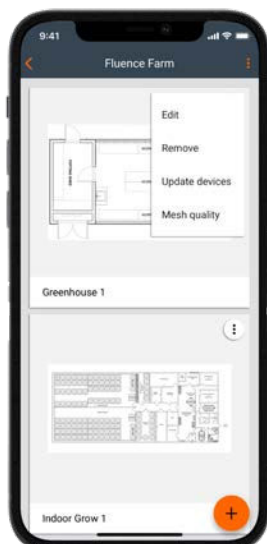 9:41
Fluence Farm
Edit
Remove
Update devices
Mesh quality
Greenhouse 1
Indoor Grow 1